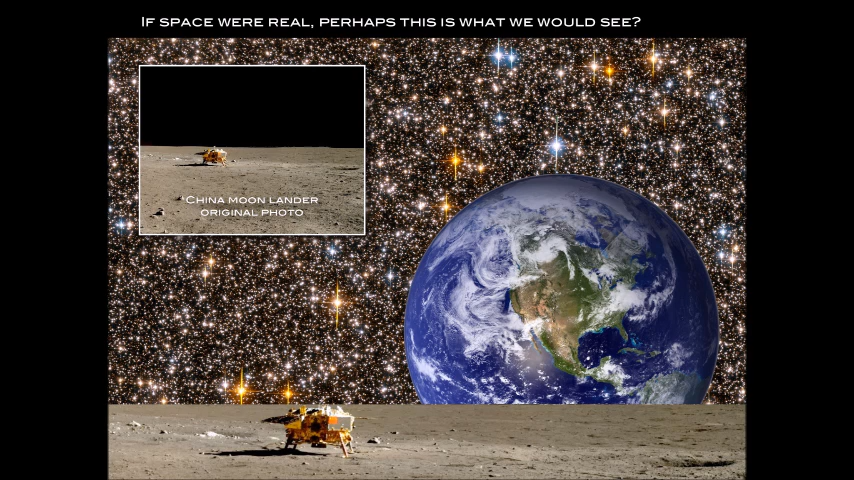 If space were real, perhaps this is what we would see?
*China moon lander
original photo